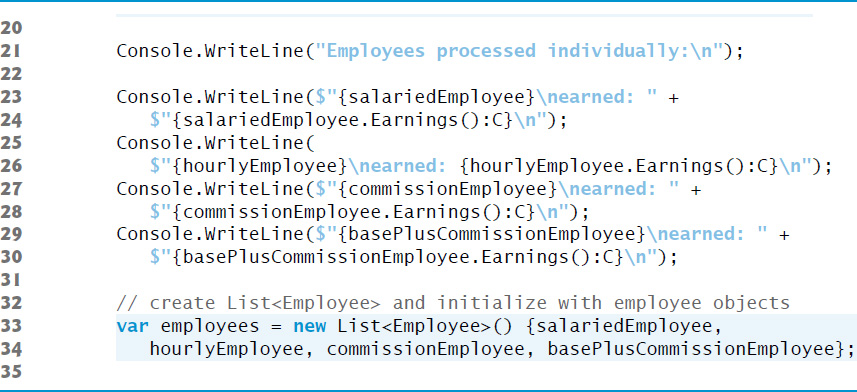 20
21 Console.WriteLine("Employees processed individually:\n");
22
23 Console.WriteLine($"{salariedEmployee}\nearned: " +
24 $"{salariedEmployee.Earnings():C}\n");
25 Console.WriteLine(
26 $"{hourlyEmployee}\nearned: {hourlyEmployee.Earnings():C}\n");
27 Console.WriteLine($"{commissionEmployee}\nearned: " +
28 $"{commissionEmployee.Earnings():C}\n");
29 Console.WriteLine($"{basePlusCommissionEmployee}\nearned: " +
30 $"{basePlusCommissionEmployee.Earnings():C}\n");
31
32 // create List<Employee> and initialize with employee objects
33 var employees = new List<Employee>() {salariedEmployee,
34 hourlyEmployee, commissionEmployee, basePlusCommissionEmployee};
35